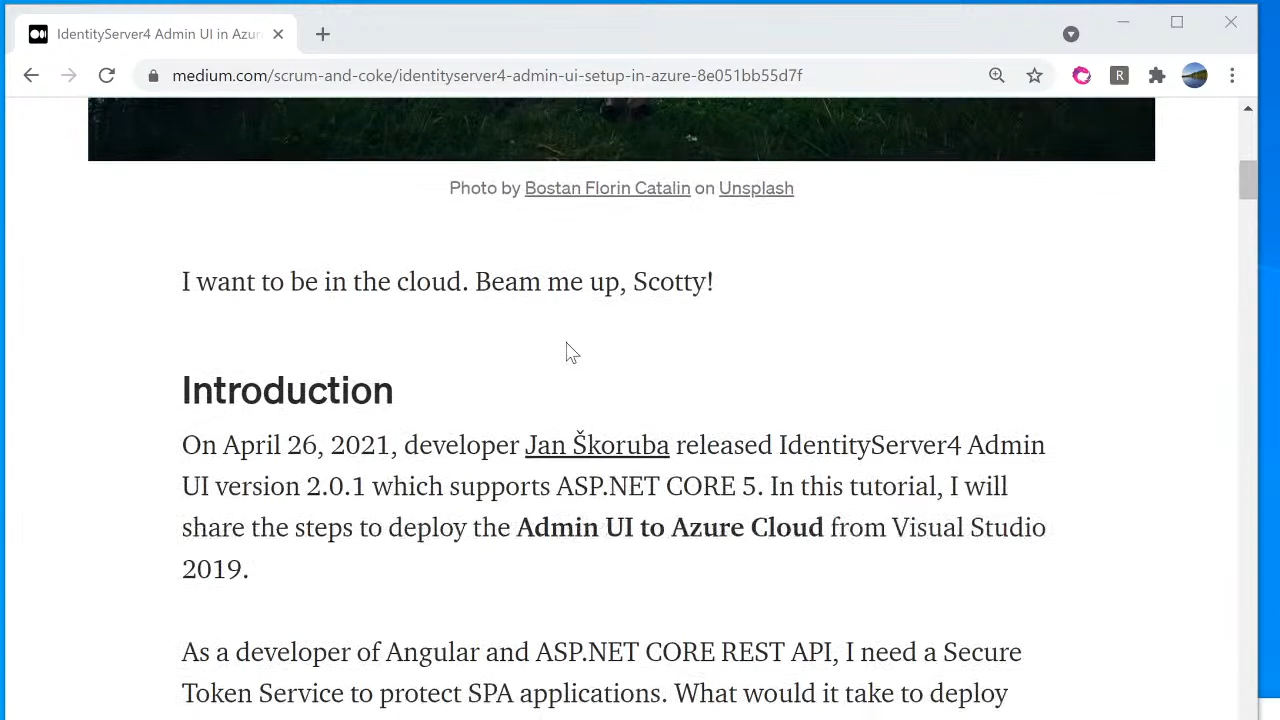 IdentityServer4 Admin UI in Azur
medium.com/scrum-and-coke/identityserver4-admin-ui-setup-in-azure-8e051bb55d7f
R
Photo by Bostan Florin Catalin on Unsplash
I want to be in the cloud. Beam me up, Scotty!
Introduction
On April 26, 2021, developer Jan Škoruba released IdentityServer4 Admin
UI version 2.0.1 which supports ASP.NET CORE 5. In this tutorial, I will
share the steps to deploy the Admin UI to Azure Cloud from Visual Studio
2019.
As a developer of Angular and ASP.NET CORE REST API, I need a Secure
Token Service to protect SPA applications. What would it take to deploy